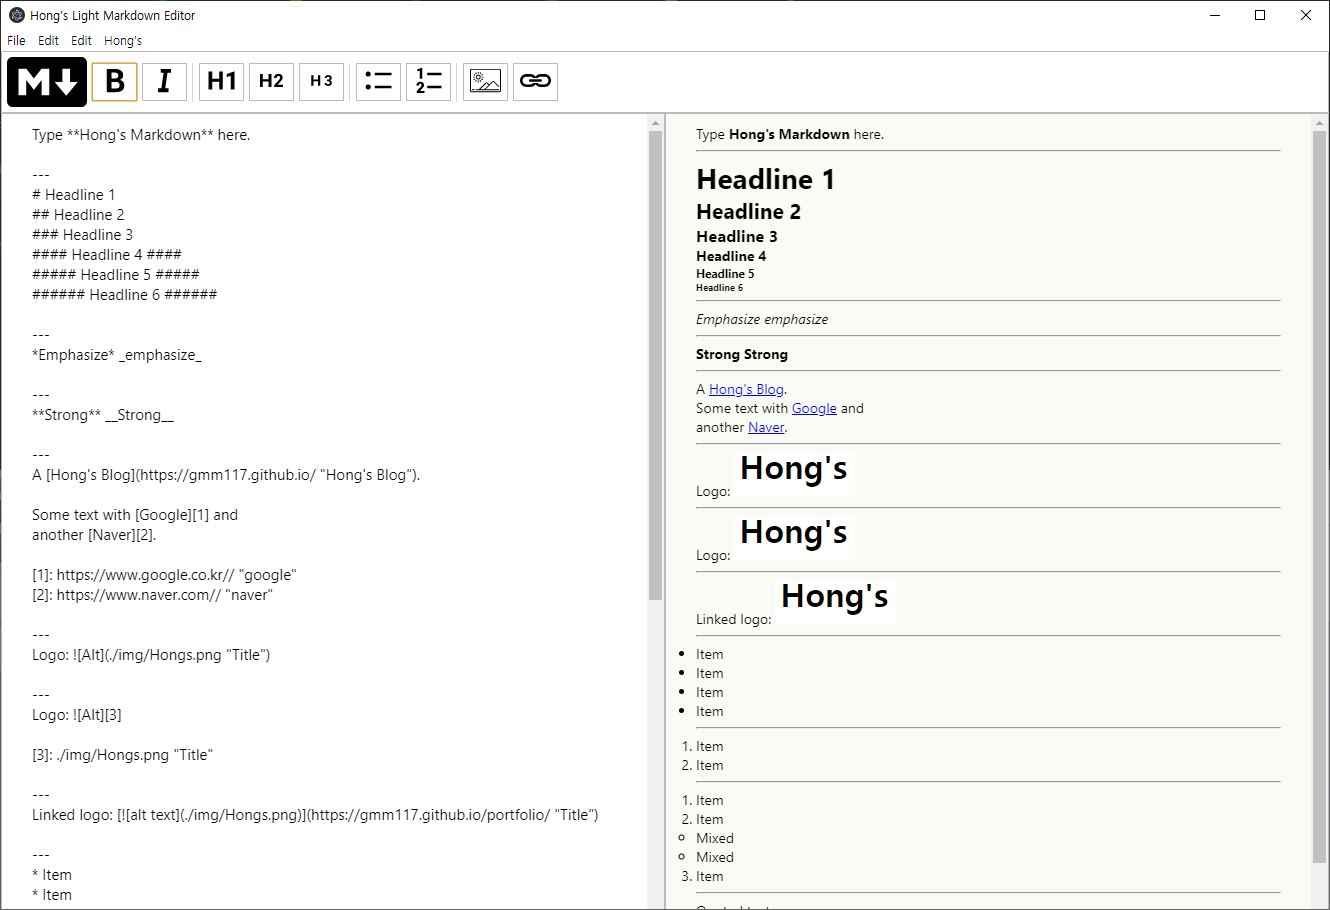 Hong's Light Markdown Editor
File Edit Edit Hong's
M B I H1 H2 H3 1 2
Type **Hong's Markdown** here.

---
# Headline 1
## Headline 2
### Headline 3
#### Headline 4 ####
##### Headline 5 #####
###### Headline 6 ######

---
*Emphasize* _emphasize_

---
**Strong** __Strong__

---
A [Hong's Blog](https://gmm117.github.io/ "Hong's Blog").

Some text with [Google][1] and
another [Naver][2].

[1]: https://www.google.co.kr// "google"
[2]: https://www.naver.com// "naver"

---
Logo: ![Alt](./img/Hongs.png "Title")

---
Logo: ![Alt][3]

[3]: ./img/Hongs.png "Title"

---
Linked logo: [![alt text](./img/Hongs.png)](https://gmm117.github.io/portfolio/ "Title")

---
* Item
* Item
Type Hong's Markdown here.
Headline 1
Headline 2
Headline 3
Headline 4
Headline 5
Headline 6
Emphasize emphasize
Strong Strong
A Hong's Blog.
Some text with Google and
another Naver.
Logo: Hong's
Logo: Hong's
Linked logo: Hong's
• Item
• Item
• Item
• Item
1. Item
2. Item
1. Item
2. Item
○ Mixed
○ Mixed
3. Item